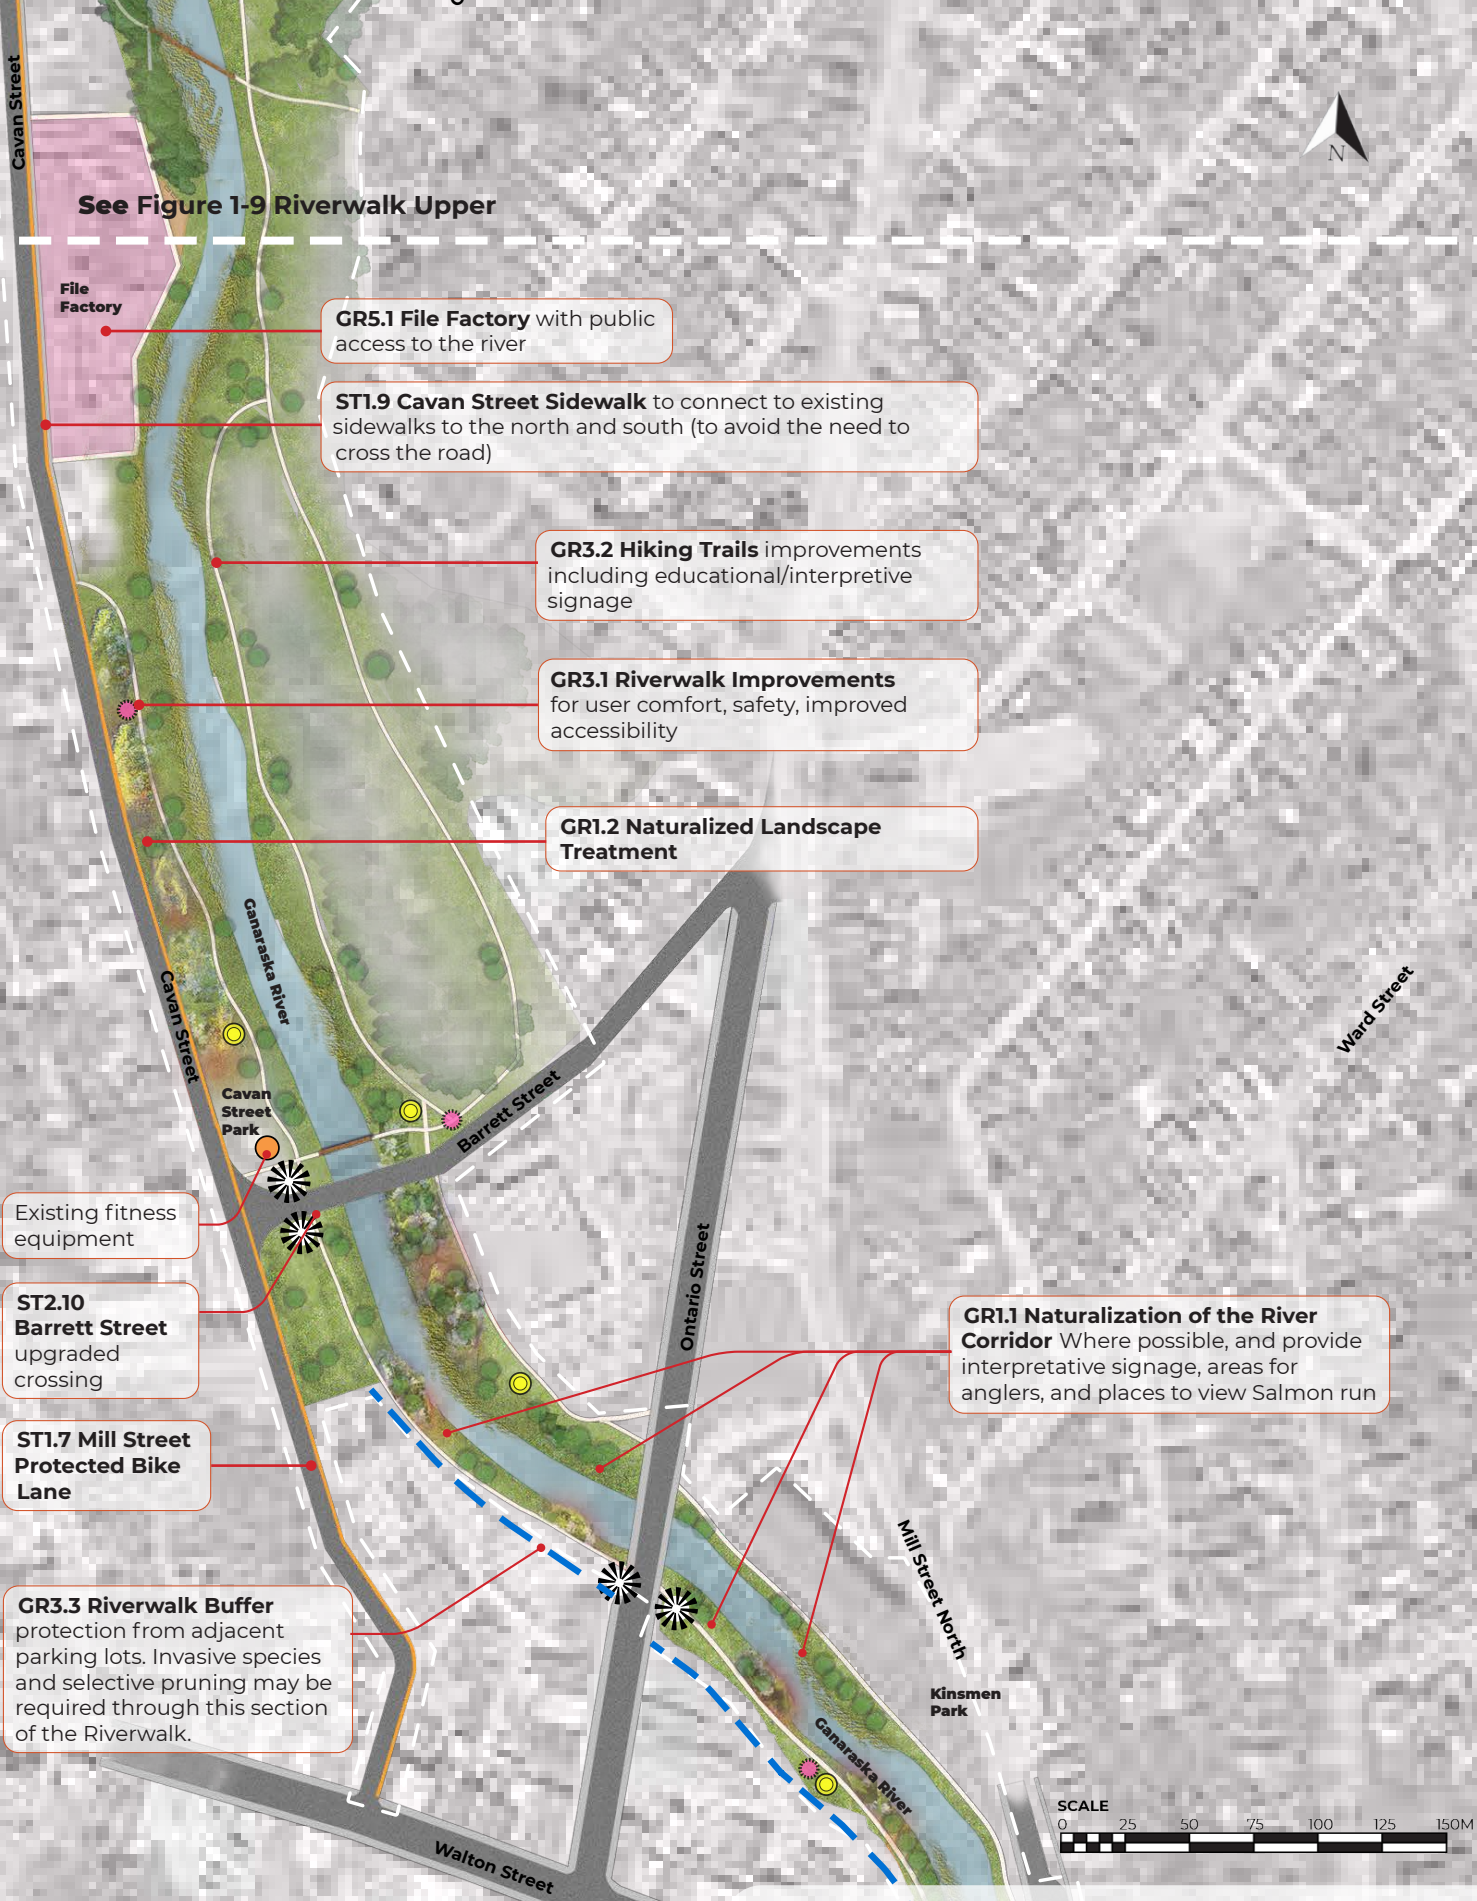 Cavan Street
N
See Figure 1-9 Riverwalk Upper
File
Factory
GR5.1 File Factory with public
access to the river
ST1.9 Cavan Street Sidewalk to connect to existing
sidewalks to the north and south (to avoid the need to
cross the road)
GR3.2 Hiking Trails improvements
including educational/interpretive
signage
GR3.1 Riverwalk Improvements
for user comfort, safety, improved
accessibility
GR1.2 Naturalized Landscape
Treatment
Ganaraska River
Cavan Street
Ward Street
Cavan
Street
Park
Barrett Street
Existing fitness
equipment
ST2.10
Barrett Street
upgraded
crossing
Ontario Street
GR1.1 Naturalization of the River
Corridor Where possible, and provide
interpretative signage, areas for
anglers, and places to view Salmon run
ST1.7 Mill Street
Protected Bike
Lane
Mill Street North
GR3.3 Riverwalk Buffer
protection from adjacent
parking lots. Invasive species
and selective pruning may be
required through this section
of the Riverwalk.
Kinsmen
Park
Ganaraska River
SCALE
0 25 50 75 100 125 150M
Walton Street